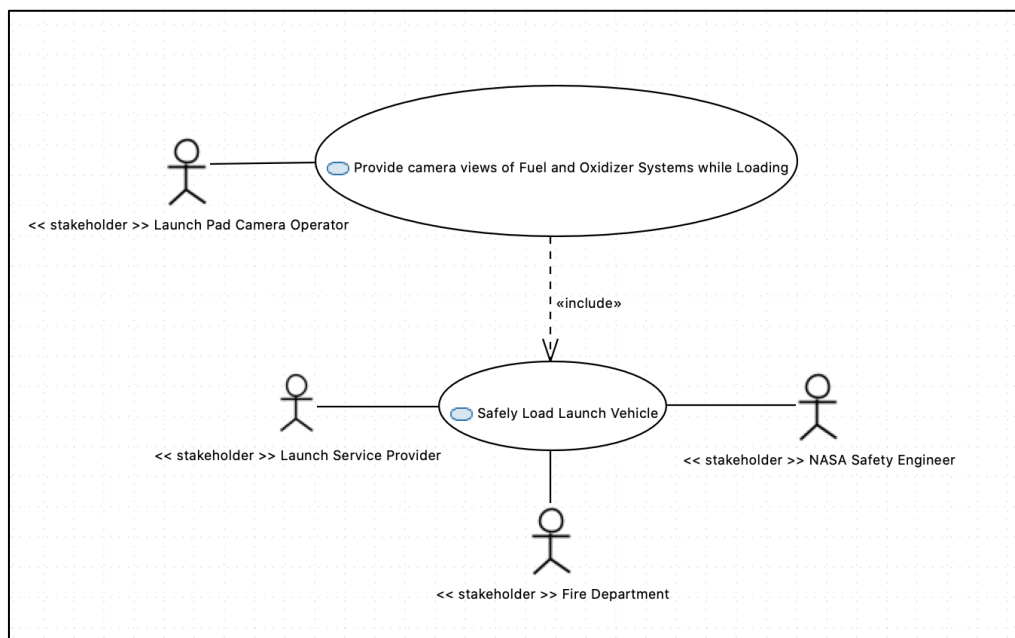 Provide camera views of Fuel and Oxidizer Systems while Loading
<< stakeholder >> Launch Pad Camera Operator
«include»
Safely Load Launch Vehicle
<< stakeholder >> Launch Service Provider
<< stakeholder >> NASA Safety Engineer
<< stakeholder >> Fire Department